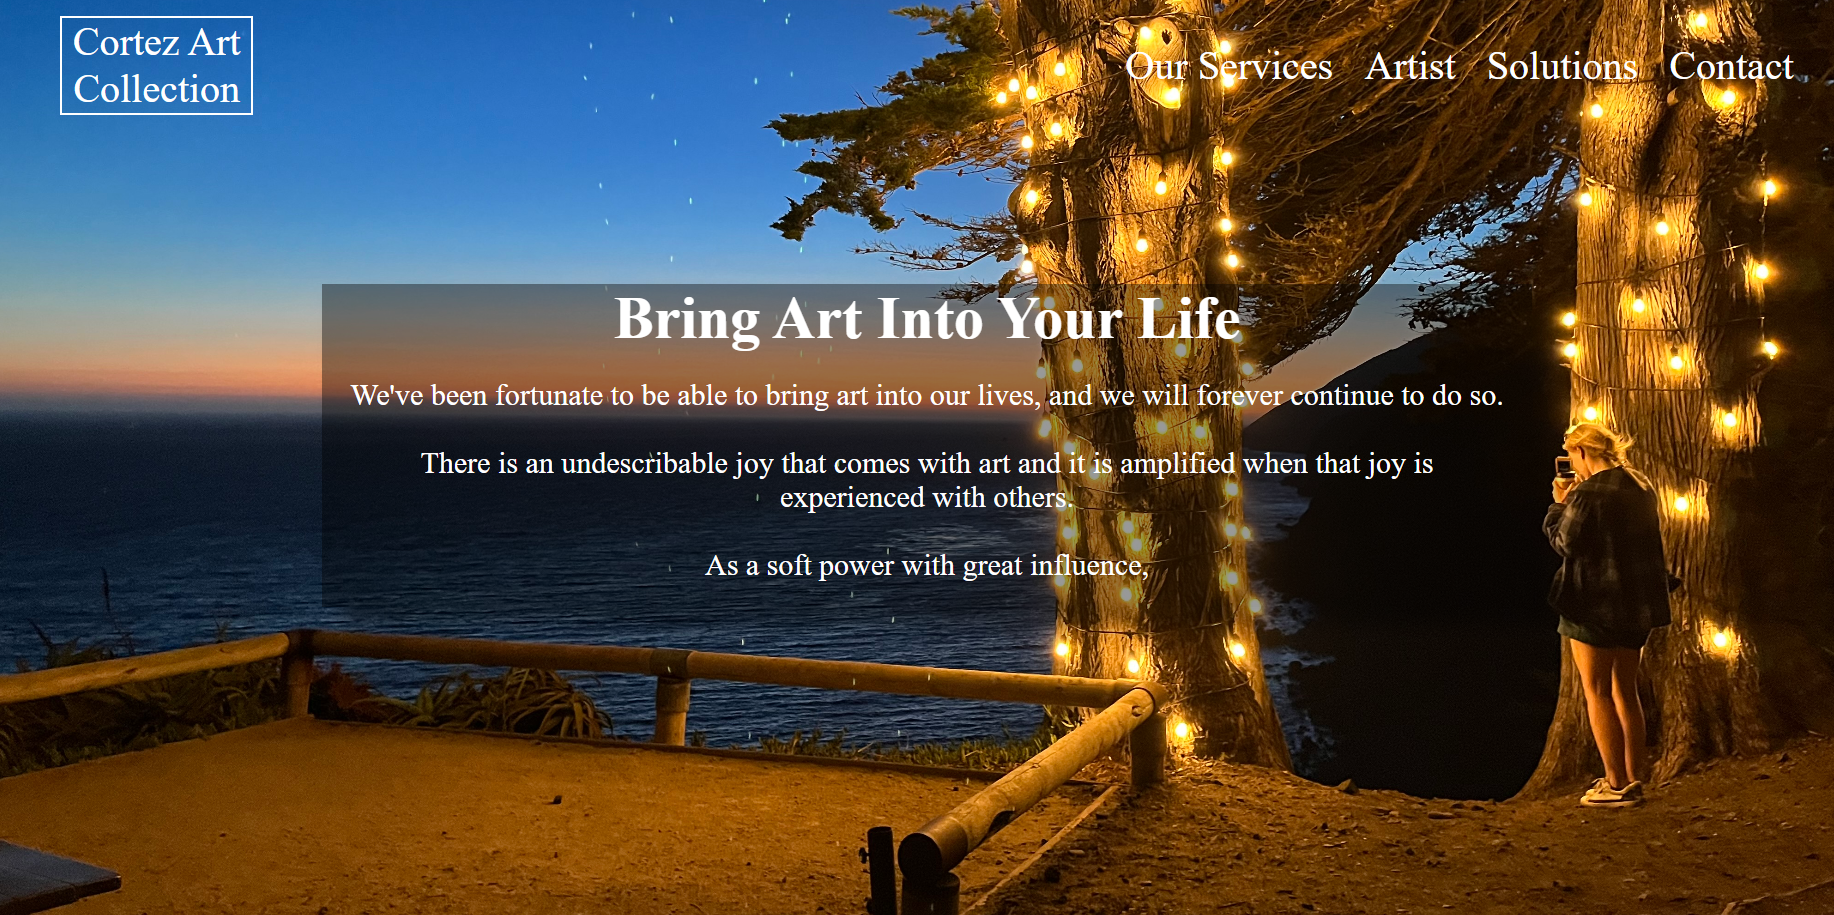 Cortez Art
Collection
Our Services Artist Solutions Contact
Bring Art Into Your Life
We've been fortunate to be able to bring art into our lives, and we will forever continue to do so.
There is an undescribable joy that comes with art and it is amplified when that joy is
experienced with others.
As a soft power with great influence,